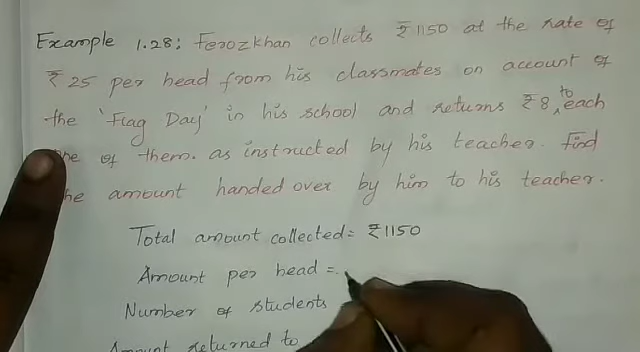 Example 1.28: Ferozkhan collects ₹1150 at the rate of
₹25 per head from his classmates on account of
the 'Flag Day' in his school and returns ₹8, to each
one of them. as instructed by his teacher. Find
the amount handed over by him to his teacher.
Total amount collected = ₹1150
Amount per head =
Number of students
Amount returned to